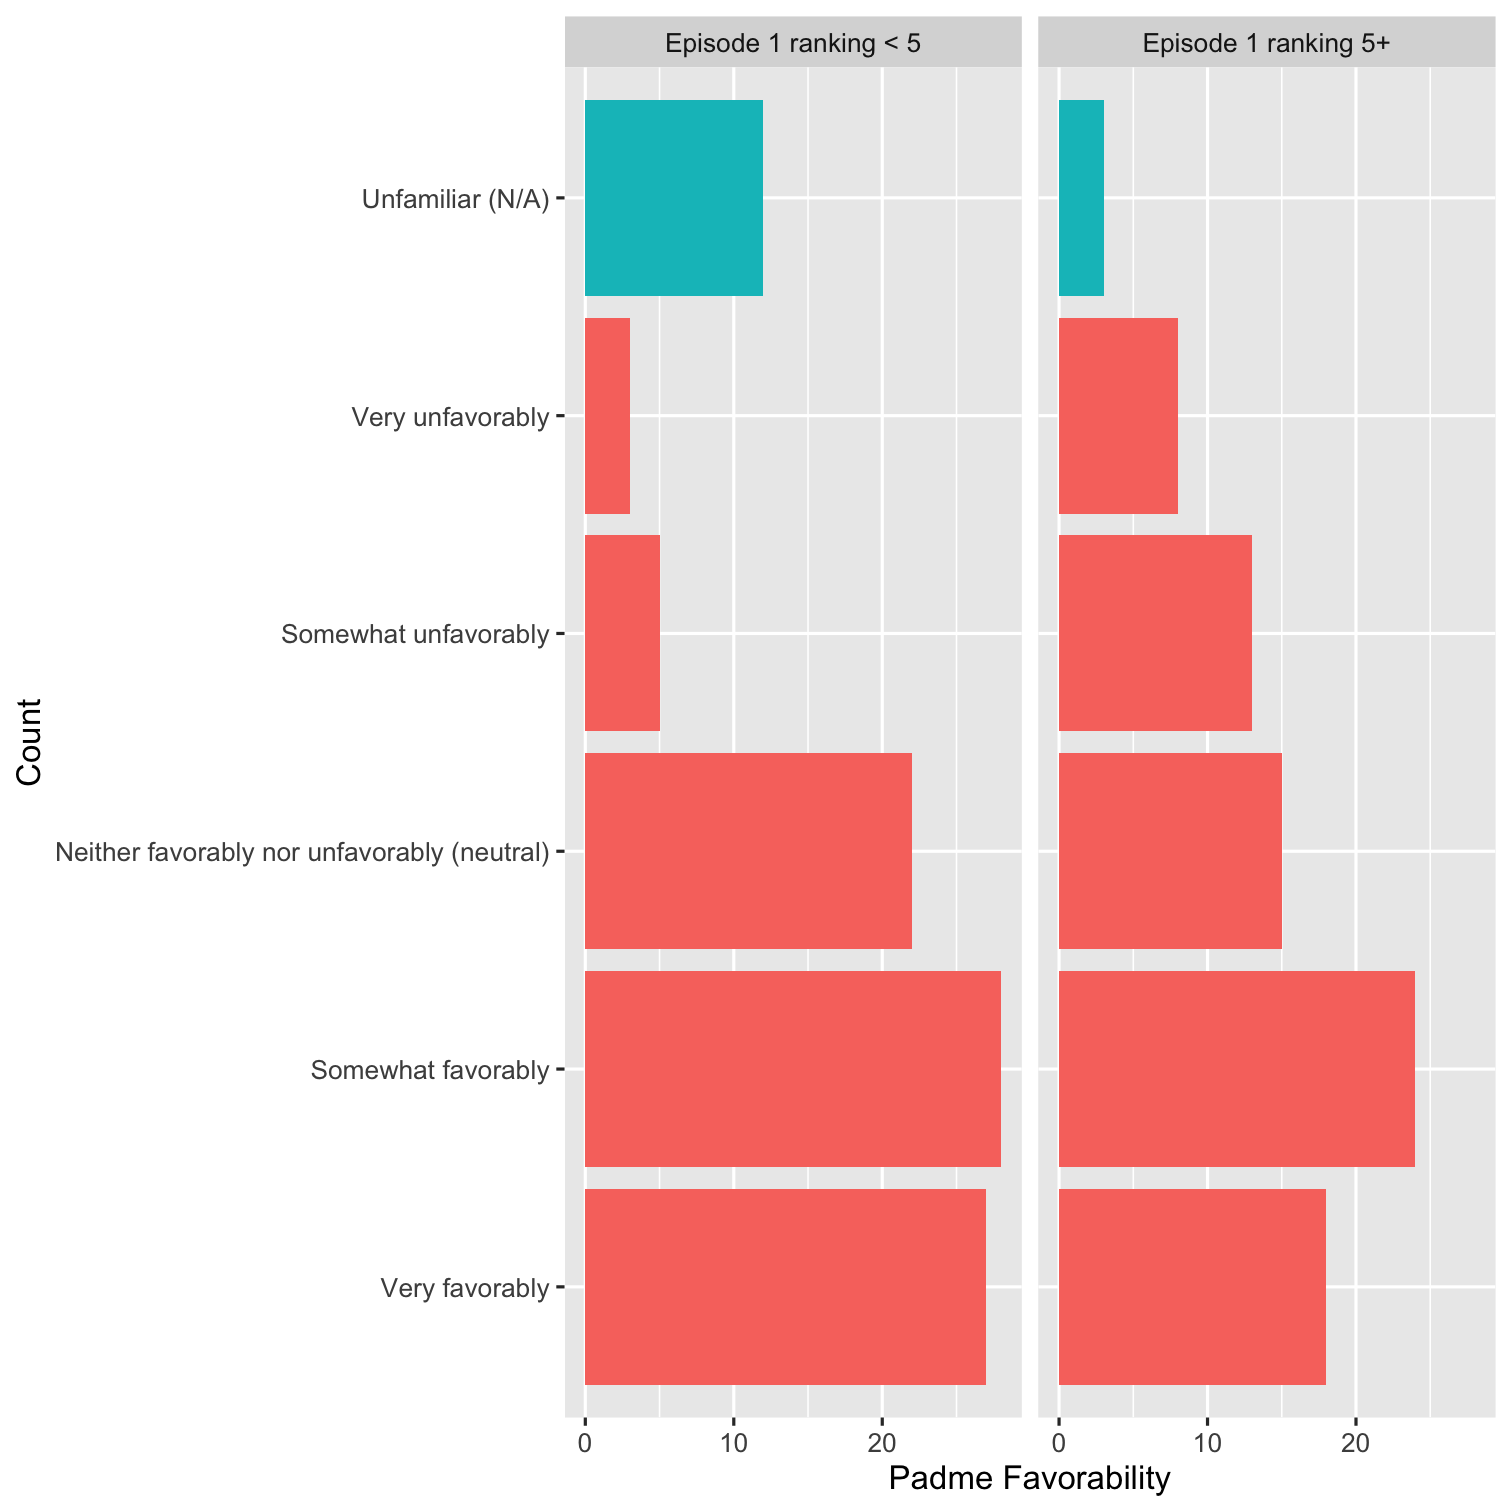 Episode 1 ranking < 5
Episode 1 ranking 5+
Unfamiliar (N/A)
Very unfavorably
Somewhat unfavorably
Neither favorably nor unfavorably (neutral)
Somewhat favorably
Very favorably
Count
0 10 20
0 10 20
Padme Favorability